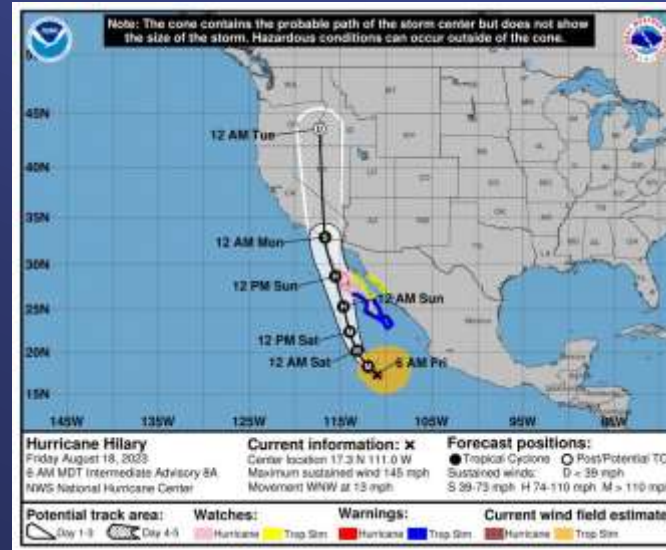 Note: The cone contains the probable path of the storm center but does not show
the size of the storm. Hazardous conditions can occur outside of the cone.
45N
12 AM Tue
40N
35N
12 AM Mon
30N
12 PM Sun
12 AM Sun
25N
12 PM Sat
20N
12 AM Sat
6 AM Fri
15N
145W 135W 125W 115W 105W 95W 85W
Mexico
Hurricane Hilary
Friday August 18, 2023
6 AM MDT Intermediate Advisory 8A
NWS National Hurricane Center
Current information: x
Center location 17.3 N 111.0 W
Maximum sustained wind 145 mph
Movement WNW at 13 mph
Forecast positions:
● Tropical Cyclone ○ Post/Potential TC
Sustained winds: D < 39 mph
S 39-73 mph H 74-110 mph M > 110 mph
Potential track area:
Day 1-3 Day 4-5
Watches:
Hurricane Trop Stm
Warnings:
Hurricane Trop Stm
Current wind field estimate
Hurricane Trop Stm